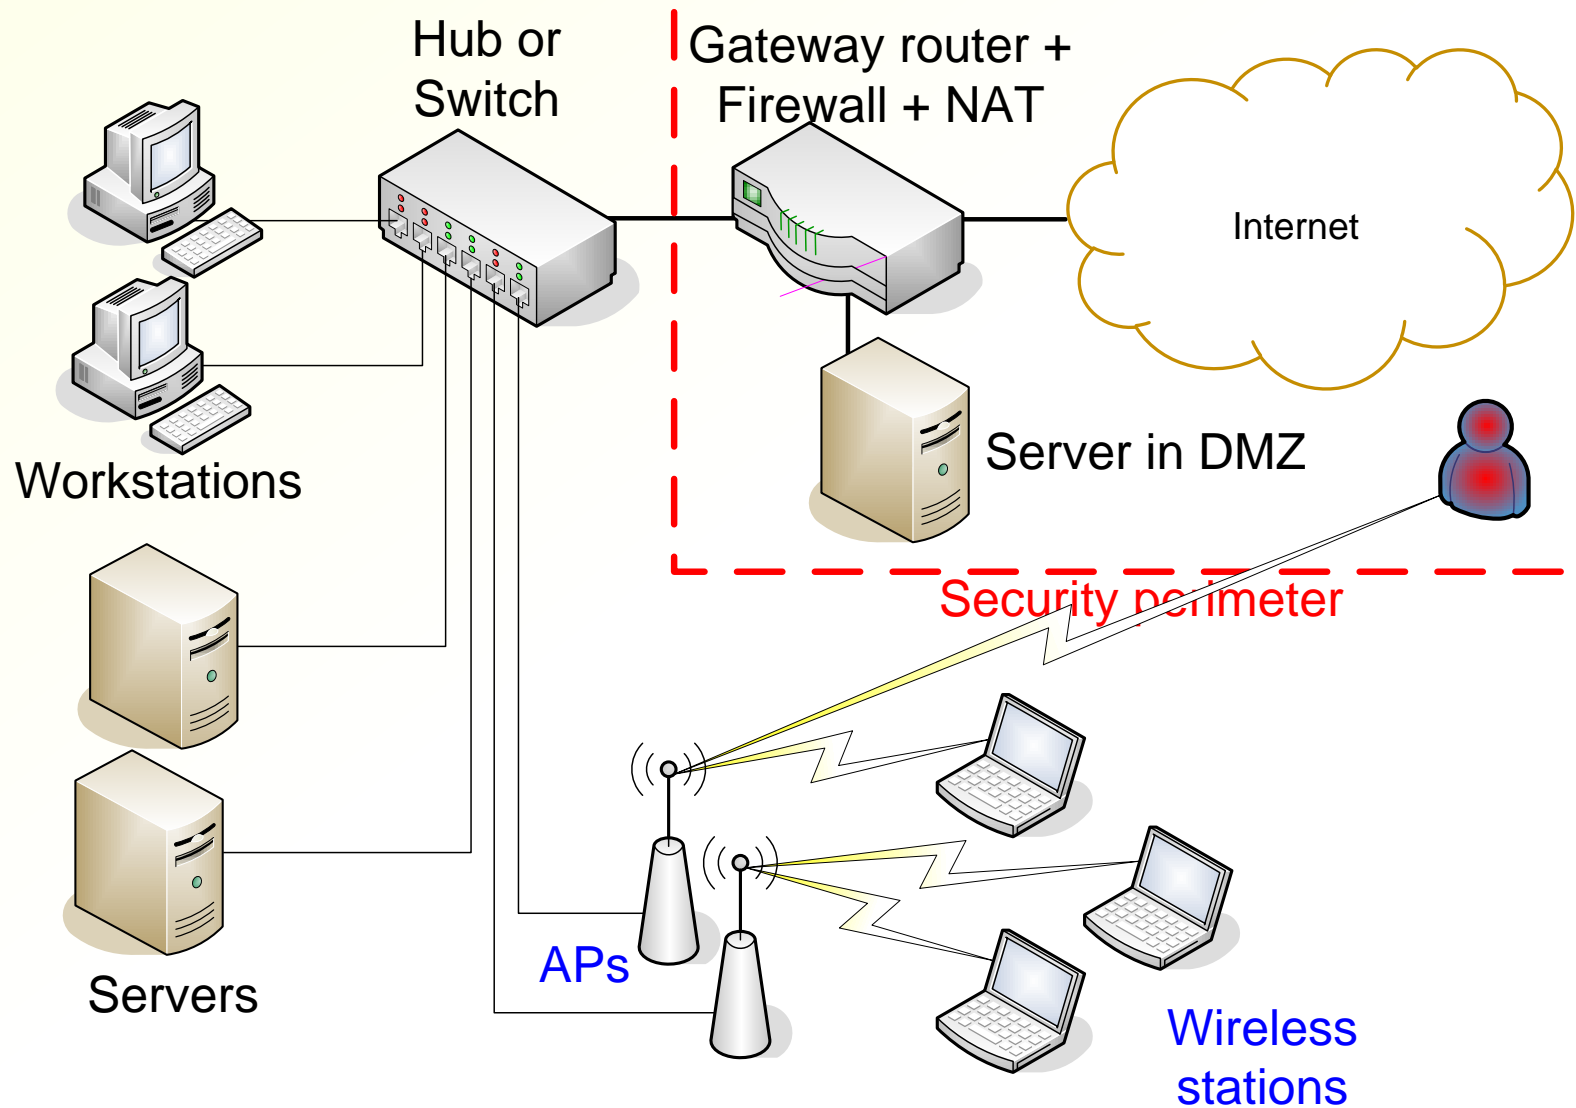 Hub or
Switch
Gateway router +
Firewall + NAT
Internet
Workstations
Server in DMZ
Security perimeter
APs
Servers
Wireless
stations